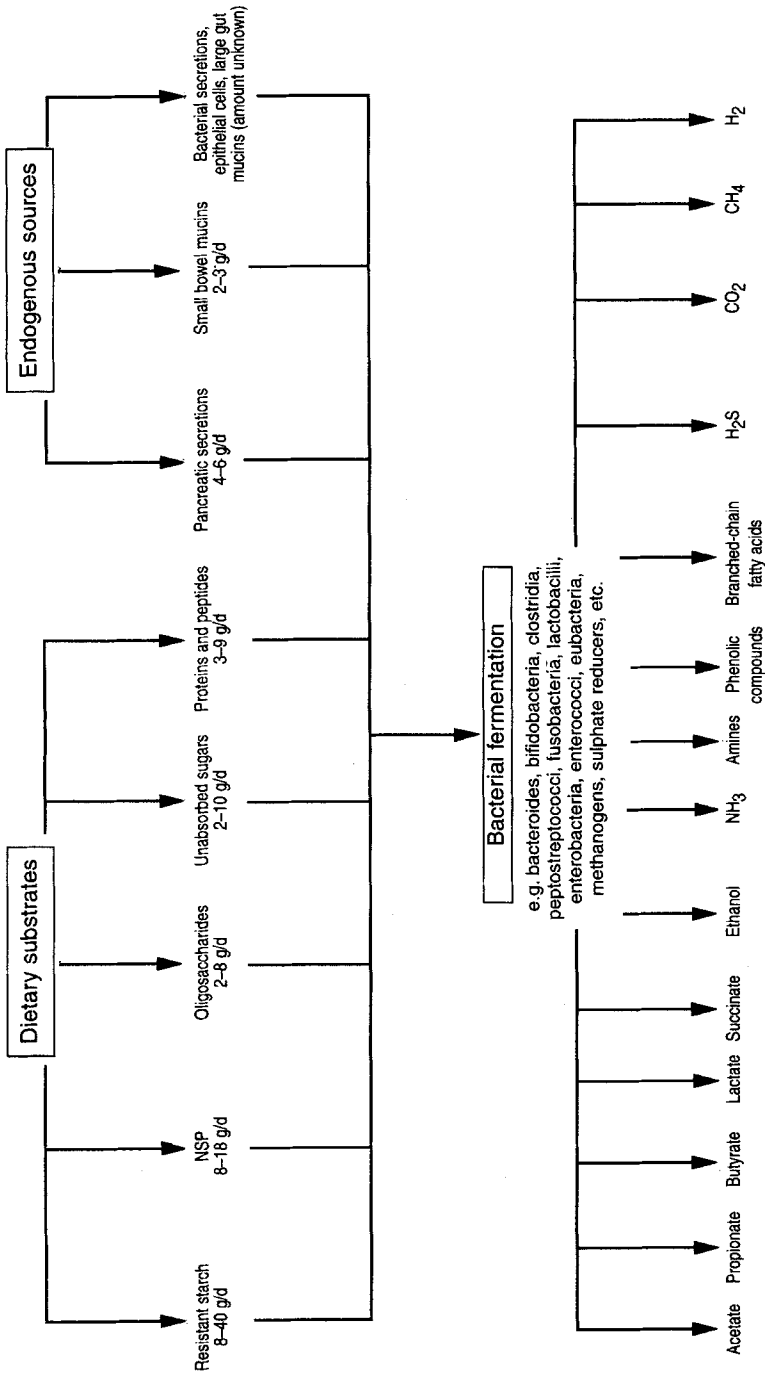 Dietary substrates
Endogenous sources
Resistant starch
8–40 g/d
NSP
8–18 g/d
Oligosaccharides
2–8 g/d
Unabsorbed sugars
2–10 g/d
Proteins and peptides
3–9 g/d
Pancreatic secretions
4–6 g/d
Small bowel mucins
2–3 g/d
Bacterial secretions,
epithelial cells, large gut
mucins (amount unknown)
Bacterial fermentation
e.g. bacteroides, bifidobacteria, clostridia,
peptostreptococci, fusobacteria, lactobacilli,
enterobacteria, enterococci, eubacteria,
methanogens, sulphate reducers, etc.
Acetate
Propionate
Butyrate
Lactate
Succinate
Ethanol
NH3
Amines
Phenolic
compounds
Branched-chain
fatty acids
H2S
CO2
CH4
H2